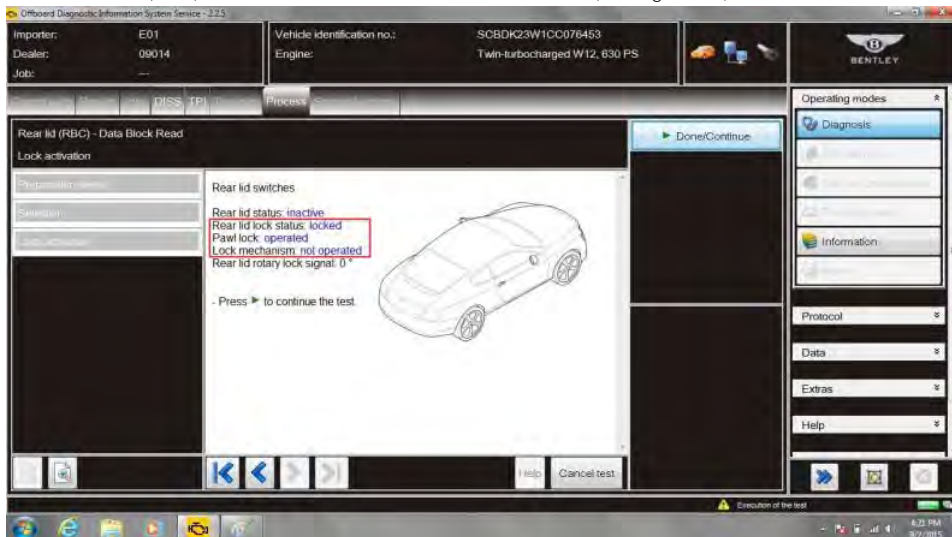 Offboard Diagnostic Information System Service - 2.2.5
Importer: E01
Dealer: 09014
Job: ---
Vehicle identification no.: SCBDK23W1CC076453
Engine: Twin-turbocharged W12, 630 PS
BENTLEY
DISS TPI Process
Rear lid (RBC) - Data Block Read
Lock activation
Done/Continue
Rear lid switches
Rear lid status: inactive
Rear lid lock status: locked
Pawl lock: operated
Lock mechanism: not operated
Rear lid rotary lock signal: 0 °
- Press ► to continue the test.
Help
Cancel test
Operating modes
Diagnosis
Information
Protocol
Data
Extras
Help
Execution of the test
4:21 PM